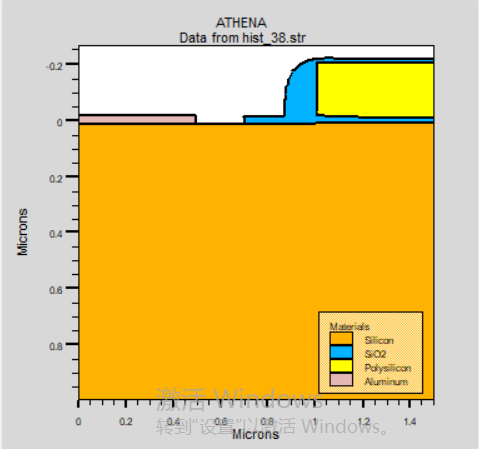 ATHENA
Data from hist_38.str
-0.2
0
0.2
0.4
0.6
0.8
Microns
Materials
Silicon
SiO2
Polysilicon
Aluminum
0 0.2 0.4 0.6 0.8 1 1.2 1.4
Microns
激活 Windows
转到"设置"以激活 Windows。